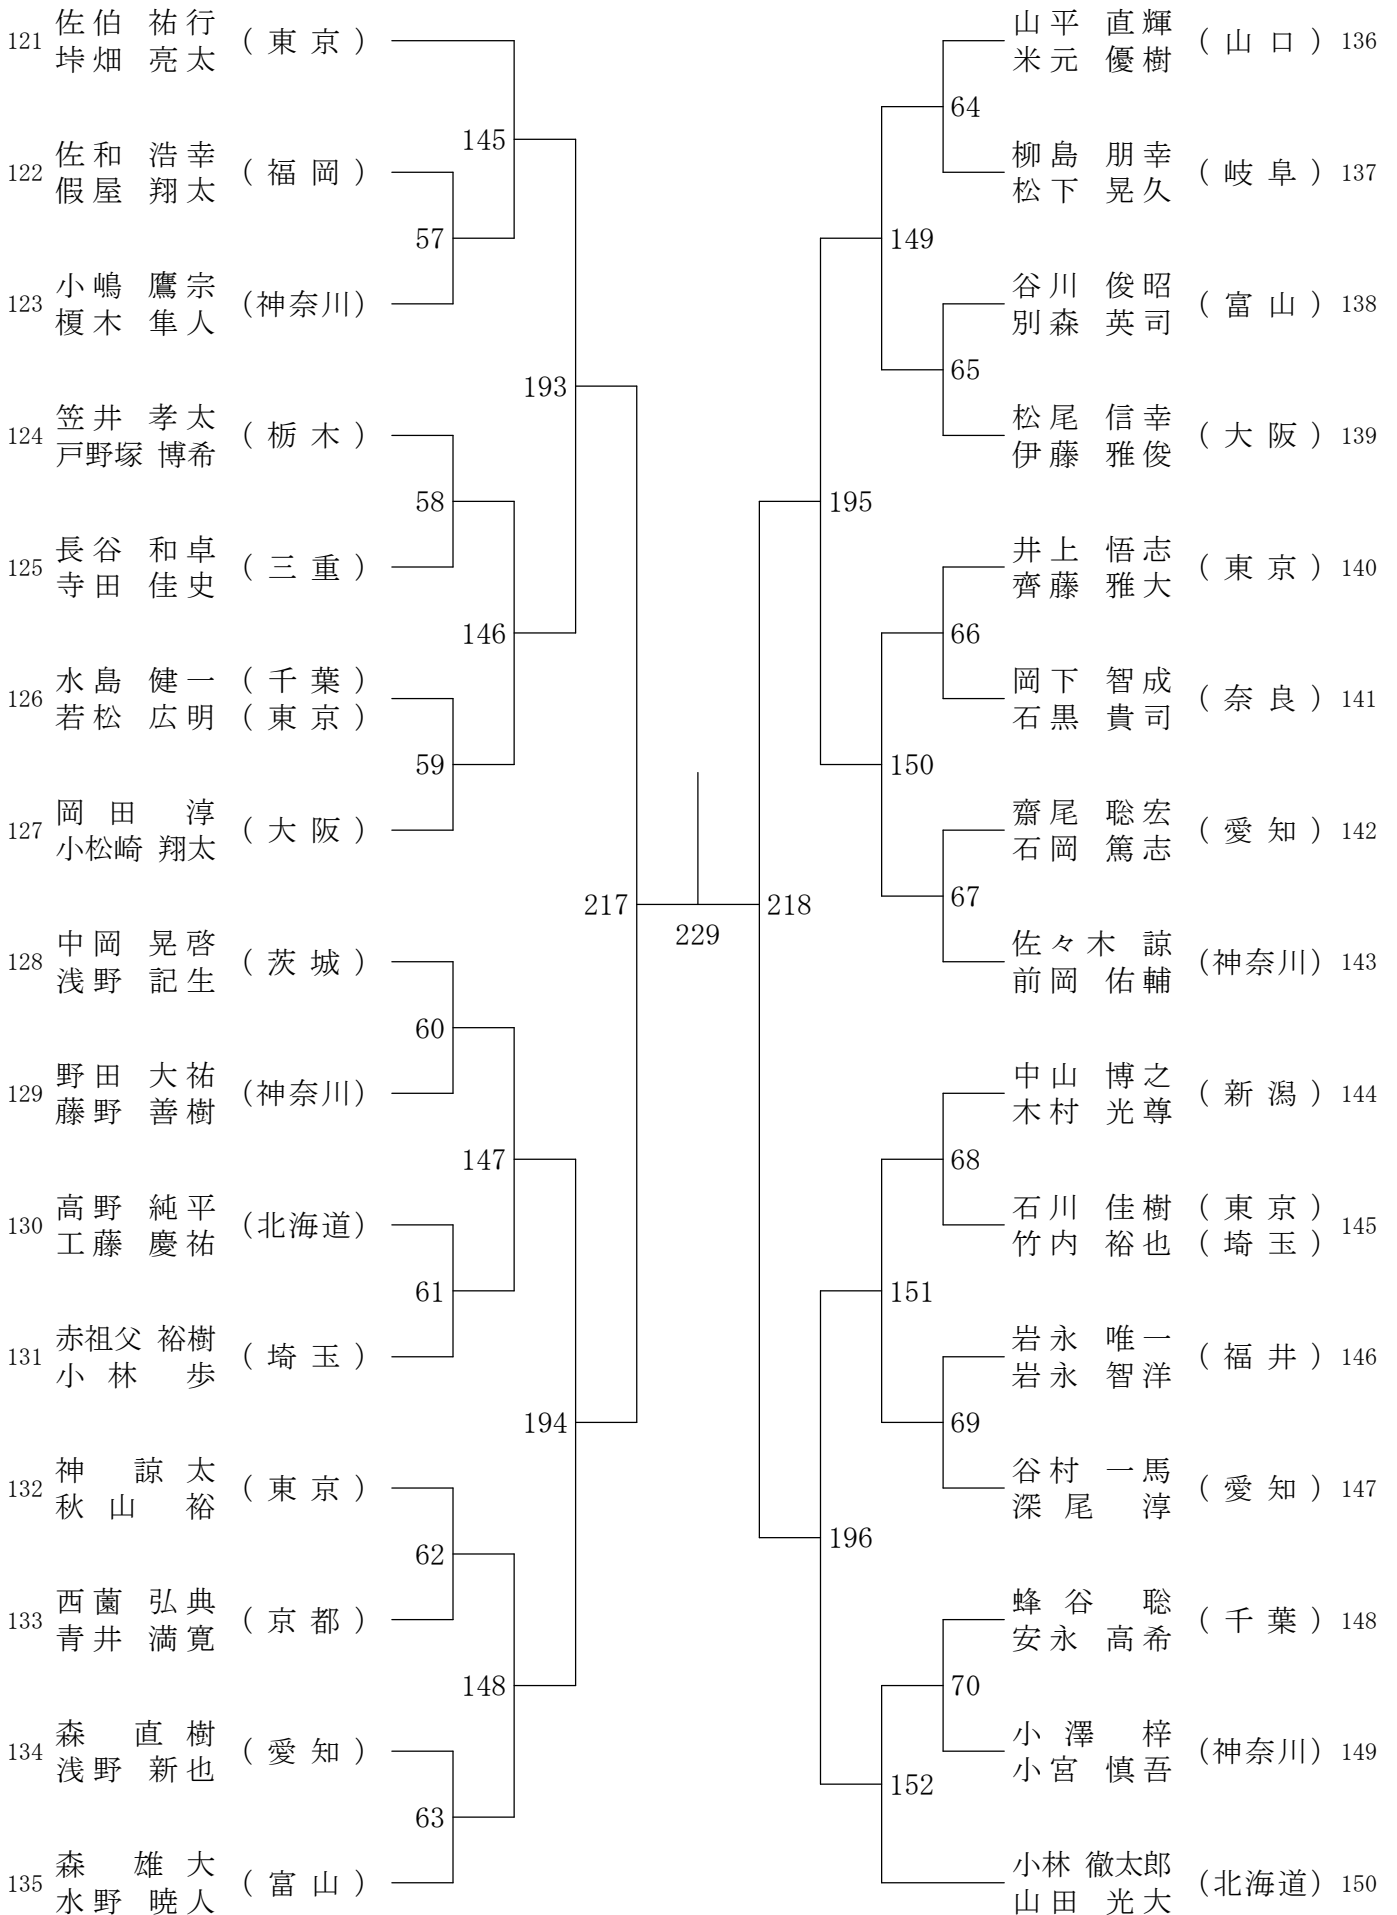 121 佐伯 祐行 (東京)
垰畑 亮太
145
122 佐和 浩幸 (福岡)
假屋 翔太
57
123 小嶋 鷹宗 (神奈川)
榎木 隼人
193
124 笠井 孝太 (栃木)
戸野塚 博希
58
125 長谷 和卓 (三重)
寺田 佳史
146
126 水島 健一 (千葉)
若松 広明 (東京)
59
127 岡田 淳 (大阪)
小松崎 翔太
217
128 中岡 晃啓 (茨城)
浅野 記生
60
129 野田 大祐 (神奈川)
藤野 善樹
147
130 高野 純平 (北海道)
工藤 慶祐
61
131 赤祖父 裕樹 (埼玉)
小林 歩
194
132 神 諒太 (東京)
秋山 裕
62
133 西薗 弘典 (京都)
青井 満寛
148
134 森 直樹 (愛知)
浅野 新也
63
135 森 雄大 (富山)
水野 暁人
229
山平 直輝 (山口) 136
米元 優樹
64
柳島 朋幸 (岐阜) 137
松下 晃久
149
谷川 俊昭 (富山) 138
別森 英司
65
松尾 信幸 (大阪) 139
伊藤 雅俊
195
井上 悟志 (東京) 140
齊藤 雅大
66
岡下 智成 (奈良) 141
石黒 貴司
150
齋尾 聡宏 (愛知) 142
石岡 篤志
67
218
佐々木 諒 (神奈川) 143
前岡 佑輔
中山 博之 (新潟) 144
木村 光尊
68
石川 佳樹 (東京) 145
竹内 裕也 (埼玉)
151
岩永 唯一 (福井) 146
岩永 智洋
69
谷村 一馬 (愛知) 147
深尾 淳
196
蜂谷 聡 (千葉) 148
安永 高希
70
小澤 梓 (神奈川) 149
小宮 慎吾
152
小林 徹太郎 (北海道) 150
山田 光大